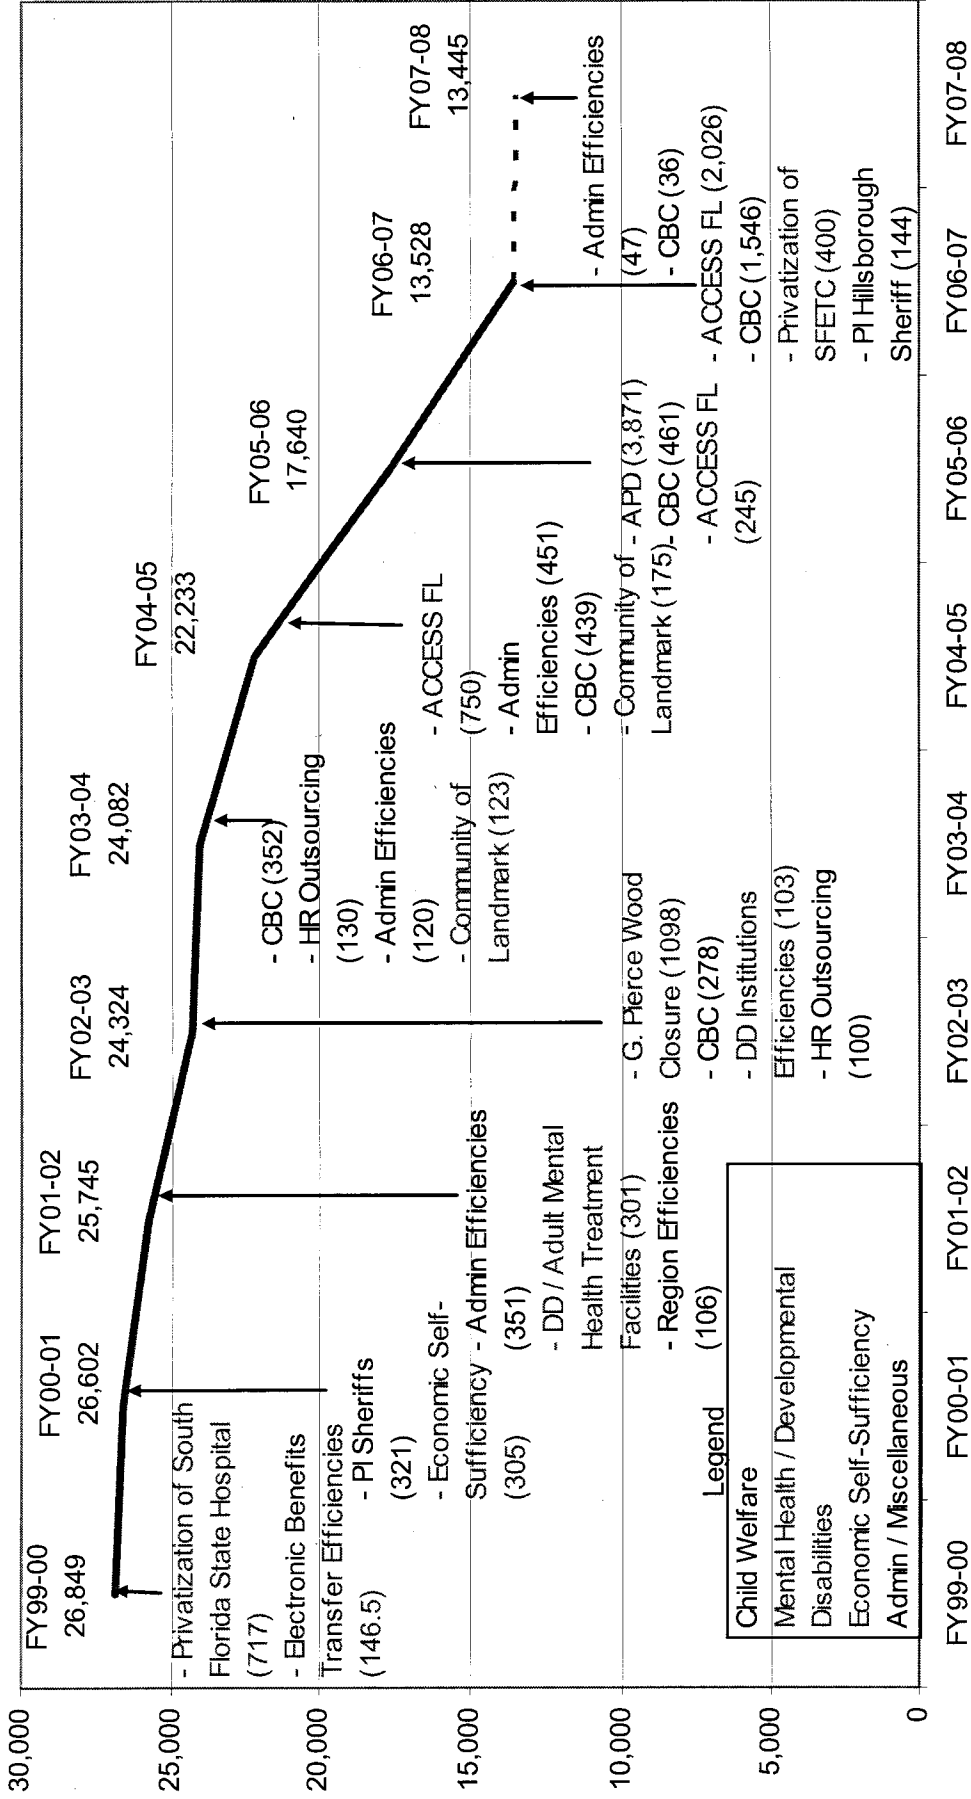 30,000
25,000
20,000
15,000
10,000
5,000
0
FY99-00
26,849
FY00-01
26,602
FY01-02
25,745
FY02-03
24,324
FY03-04
24,082
FY04-05
22,233
FY05-06
17,640
FY06-07
13,528
FY07-08
13,445
- Privatization of South
Florida State Hospital
(717)
- Electronic Benefits
Transfer Efficiencies
(146.5)
- PI Sheriffs
(321)
- Economic Self-
Sufficiency
(305)
- Admin Efficiencies
(351)
- DD / Adult Mental
Health Treatment
Facilities (301)
- Region Efficiencies
(106)
- G. Pierce Wood
Closure (1098)
- CBC (278)
- DD Institutions
Efficiencies (103)
- HR Outsourcing
(100)
- CBC (352)
- HR Outsourcing
(130)
- Admin Efficiencies
(120)
- Community of
Landmark (123)
- ACCESS FL
(750)
- Admin
Efficiencies (451)
- CBC (439)
- Community of
Landmark (175)
- APD (3,871)
- CBC (461)
- ACCESS FL
(245)
- ACCESS FL (2,026)
- CBC (1,546)
- Privatization of
SFETC (400)
- PI Hillsborough
Sheriff (144)
- Admin Efficiencies
(47)
- CBC (36)
Legend
Child Welfare
Mental Health / Developmental
Disabilities
Economic Self-Sufficiency
Admin / Miscellaneous
FY99-00
FY00-01
FY01-02
FY02-03
FY03-04
FY04-05
FY05-06
FY06-07
FY07-08